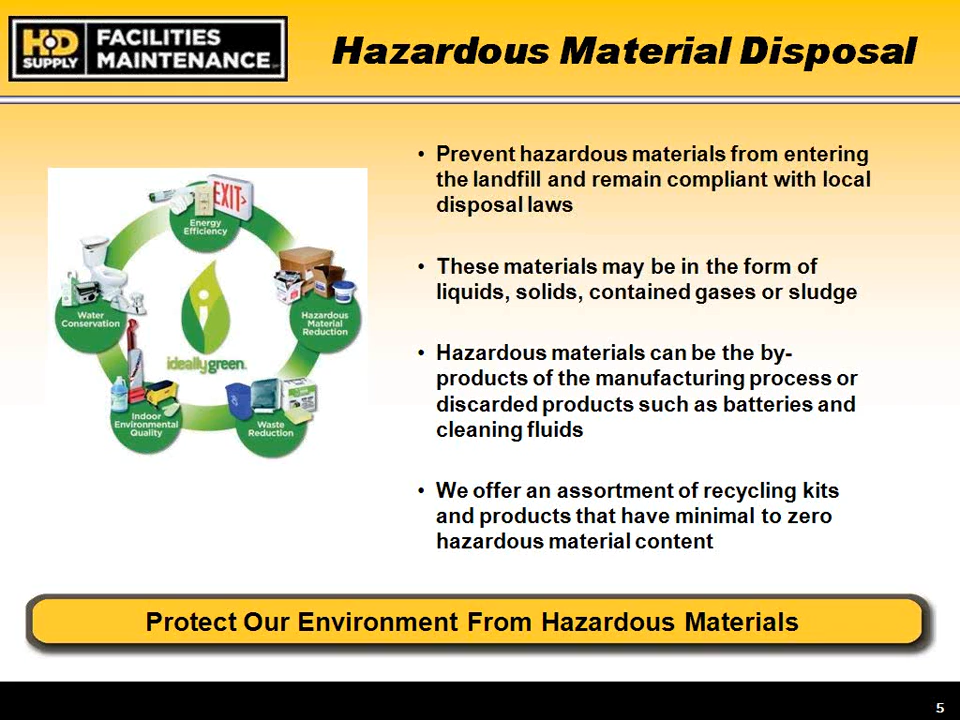 HD SUPPLY
FACILITIES
MAINTENANCE
Hazardous Material Disposal
• Prevent hazardous materials from entering
the landfill and remain compliant with local
disposal laws
• These materials may be in the form of
liquids, solids, contained gases or sludge
• Hazardous materials can be the by-
products of the manufacturing process or
discarded products such as batteries and
cleaning fluids
• We offer an assortment of recycling kits
and products that have minimal to zero
hazardous material content
EXIT
Energy
Efficiency
Water
Conservation
Hazardous
Material
Reduction
ideallygreen
Indoor
Environmental
Quality
Waste
Reduction
Protect Our Environment From Hazardous Materials
5